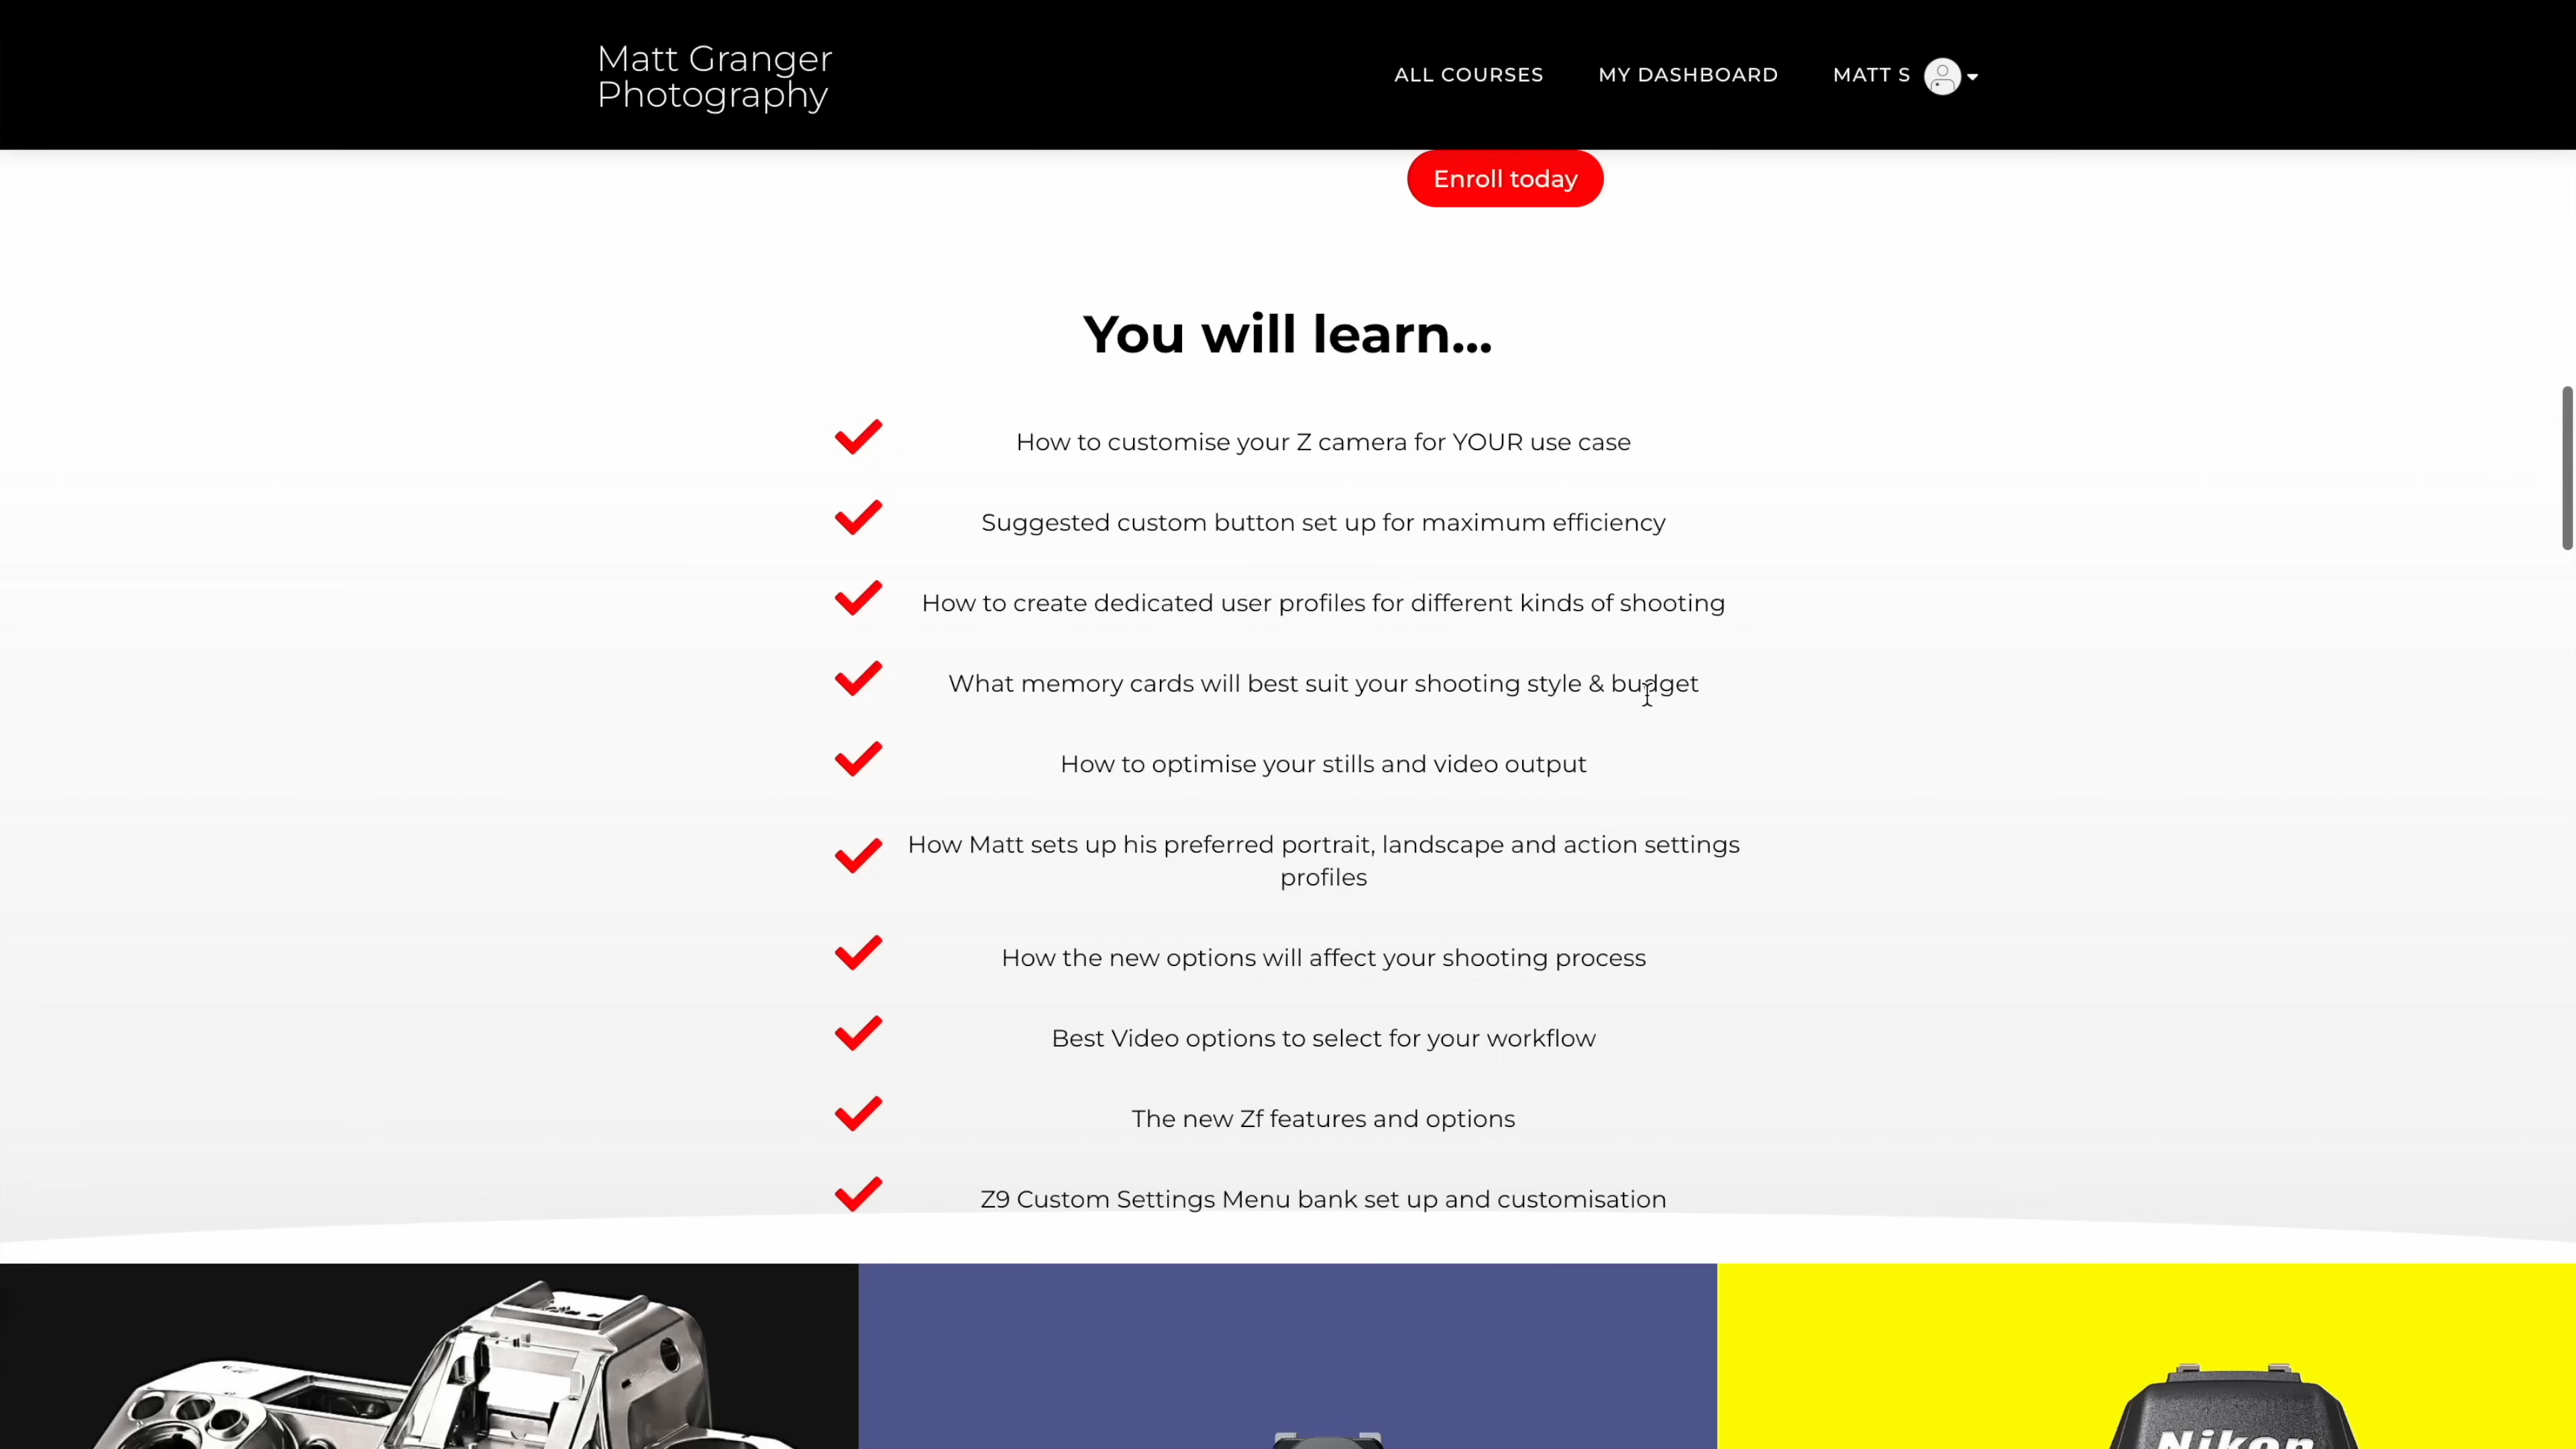 Matt Granger
Photography
ALL COURSES
MY DASHBOARD
MATT S
Enroll today
You will learn...
How to customise your Z camera for YOUR use case
Suggested custom button set up for maximum efficiency
How to create dedicated user profiles for different kinds of shooting
What memory cards will best suit your shooting style & budget
How to optimise your stills and video output
How Matt sets up his preferred portrait, landscape and action settings
profiles
How the new options will affect your shooting process
Best Video options to select for your workflow
The new Zf features and options
Z9 Custom Settings Menu bank set up and customisation
Nikon